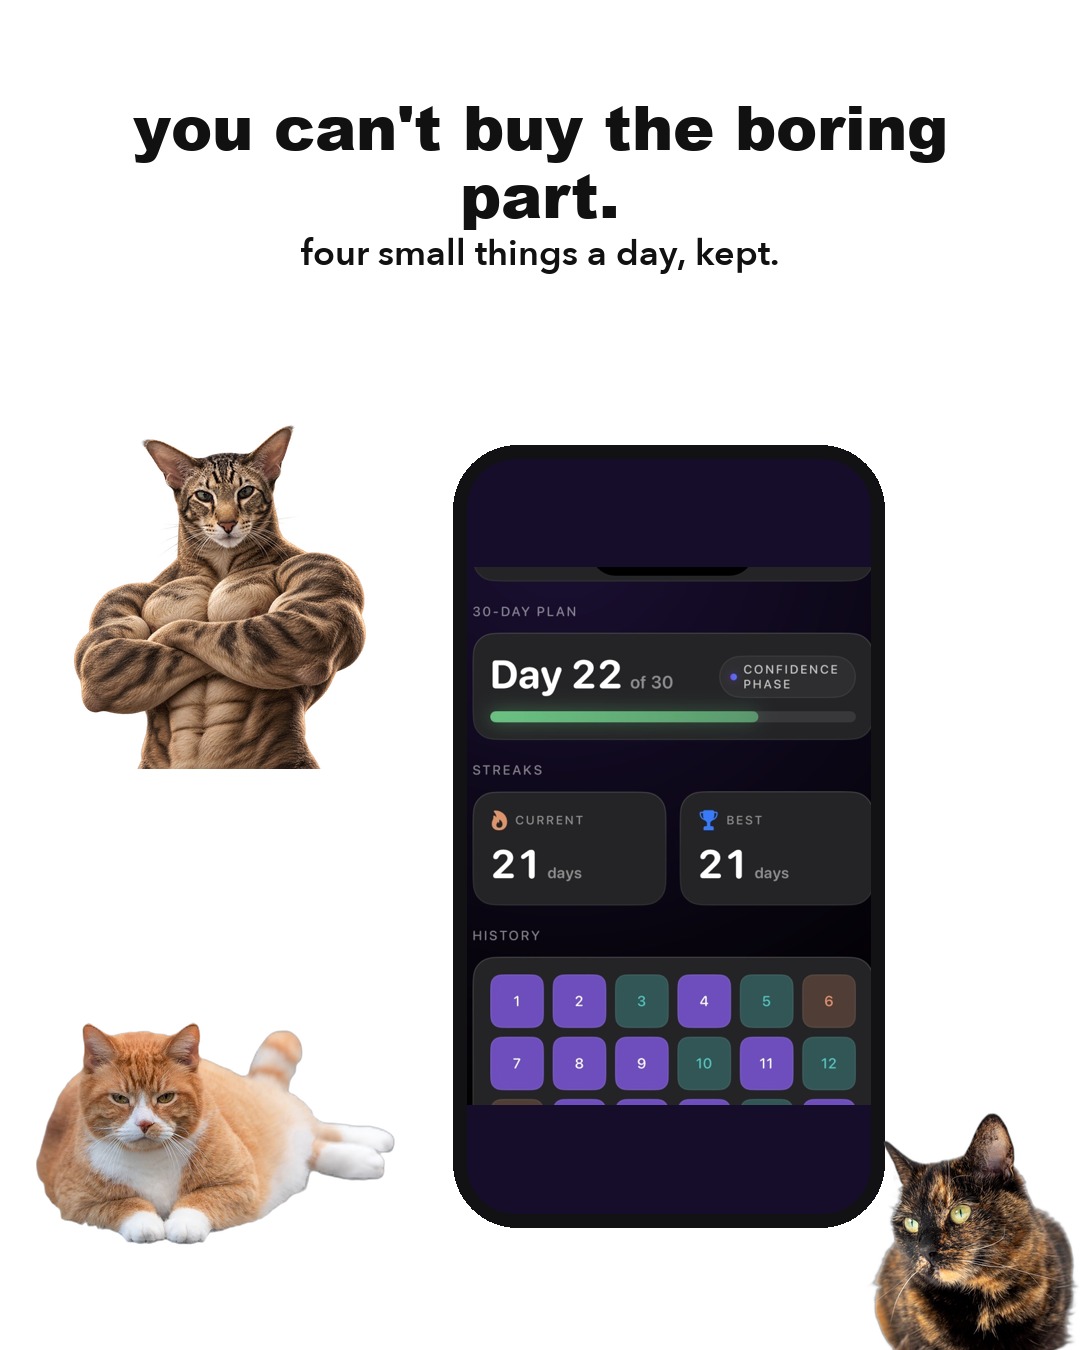 you can't buy the boring
part.
four small things a day, kept.
30-DAY PLAN
Day 22 of 30
CONFIDENCE
PHASE
STREAKS
CURRENT
21 days
BEST
21 days
HISTORY
1 2 3 4 5 6
7 8 9 10 11 12